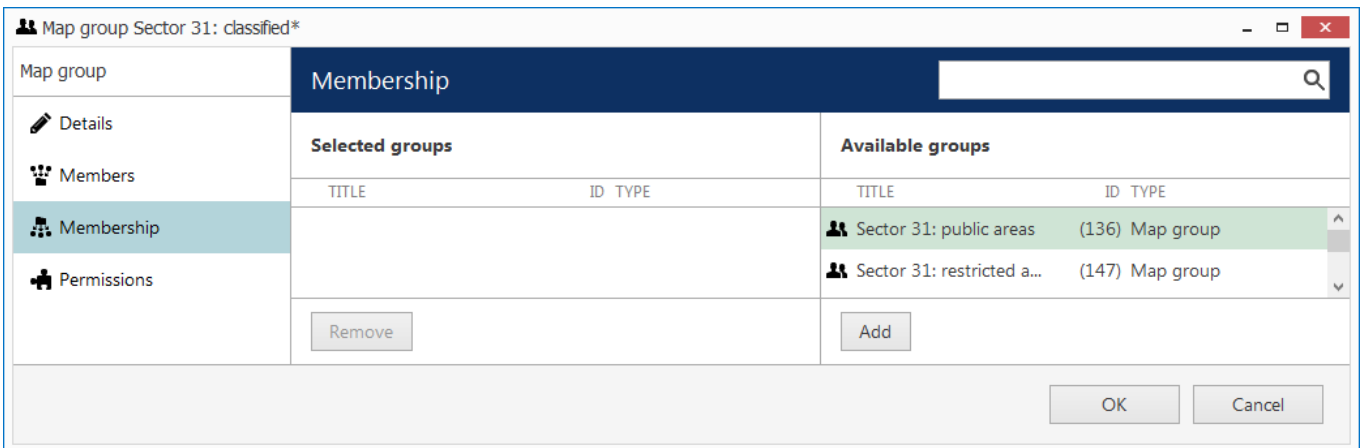 Map group Sector 31: classified*
Map group
Details
Members
Membership
Permissions
Membership
Selected groups
TITLE ID TYPE
Remove
Available groups
TITLE ID TYPE
Sector 31: public areas (136) Map group
Sector 31: restricted a... (147) Map group
Add
OK Cancel